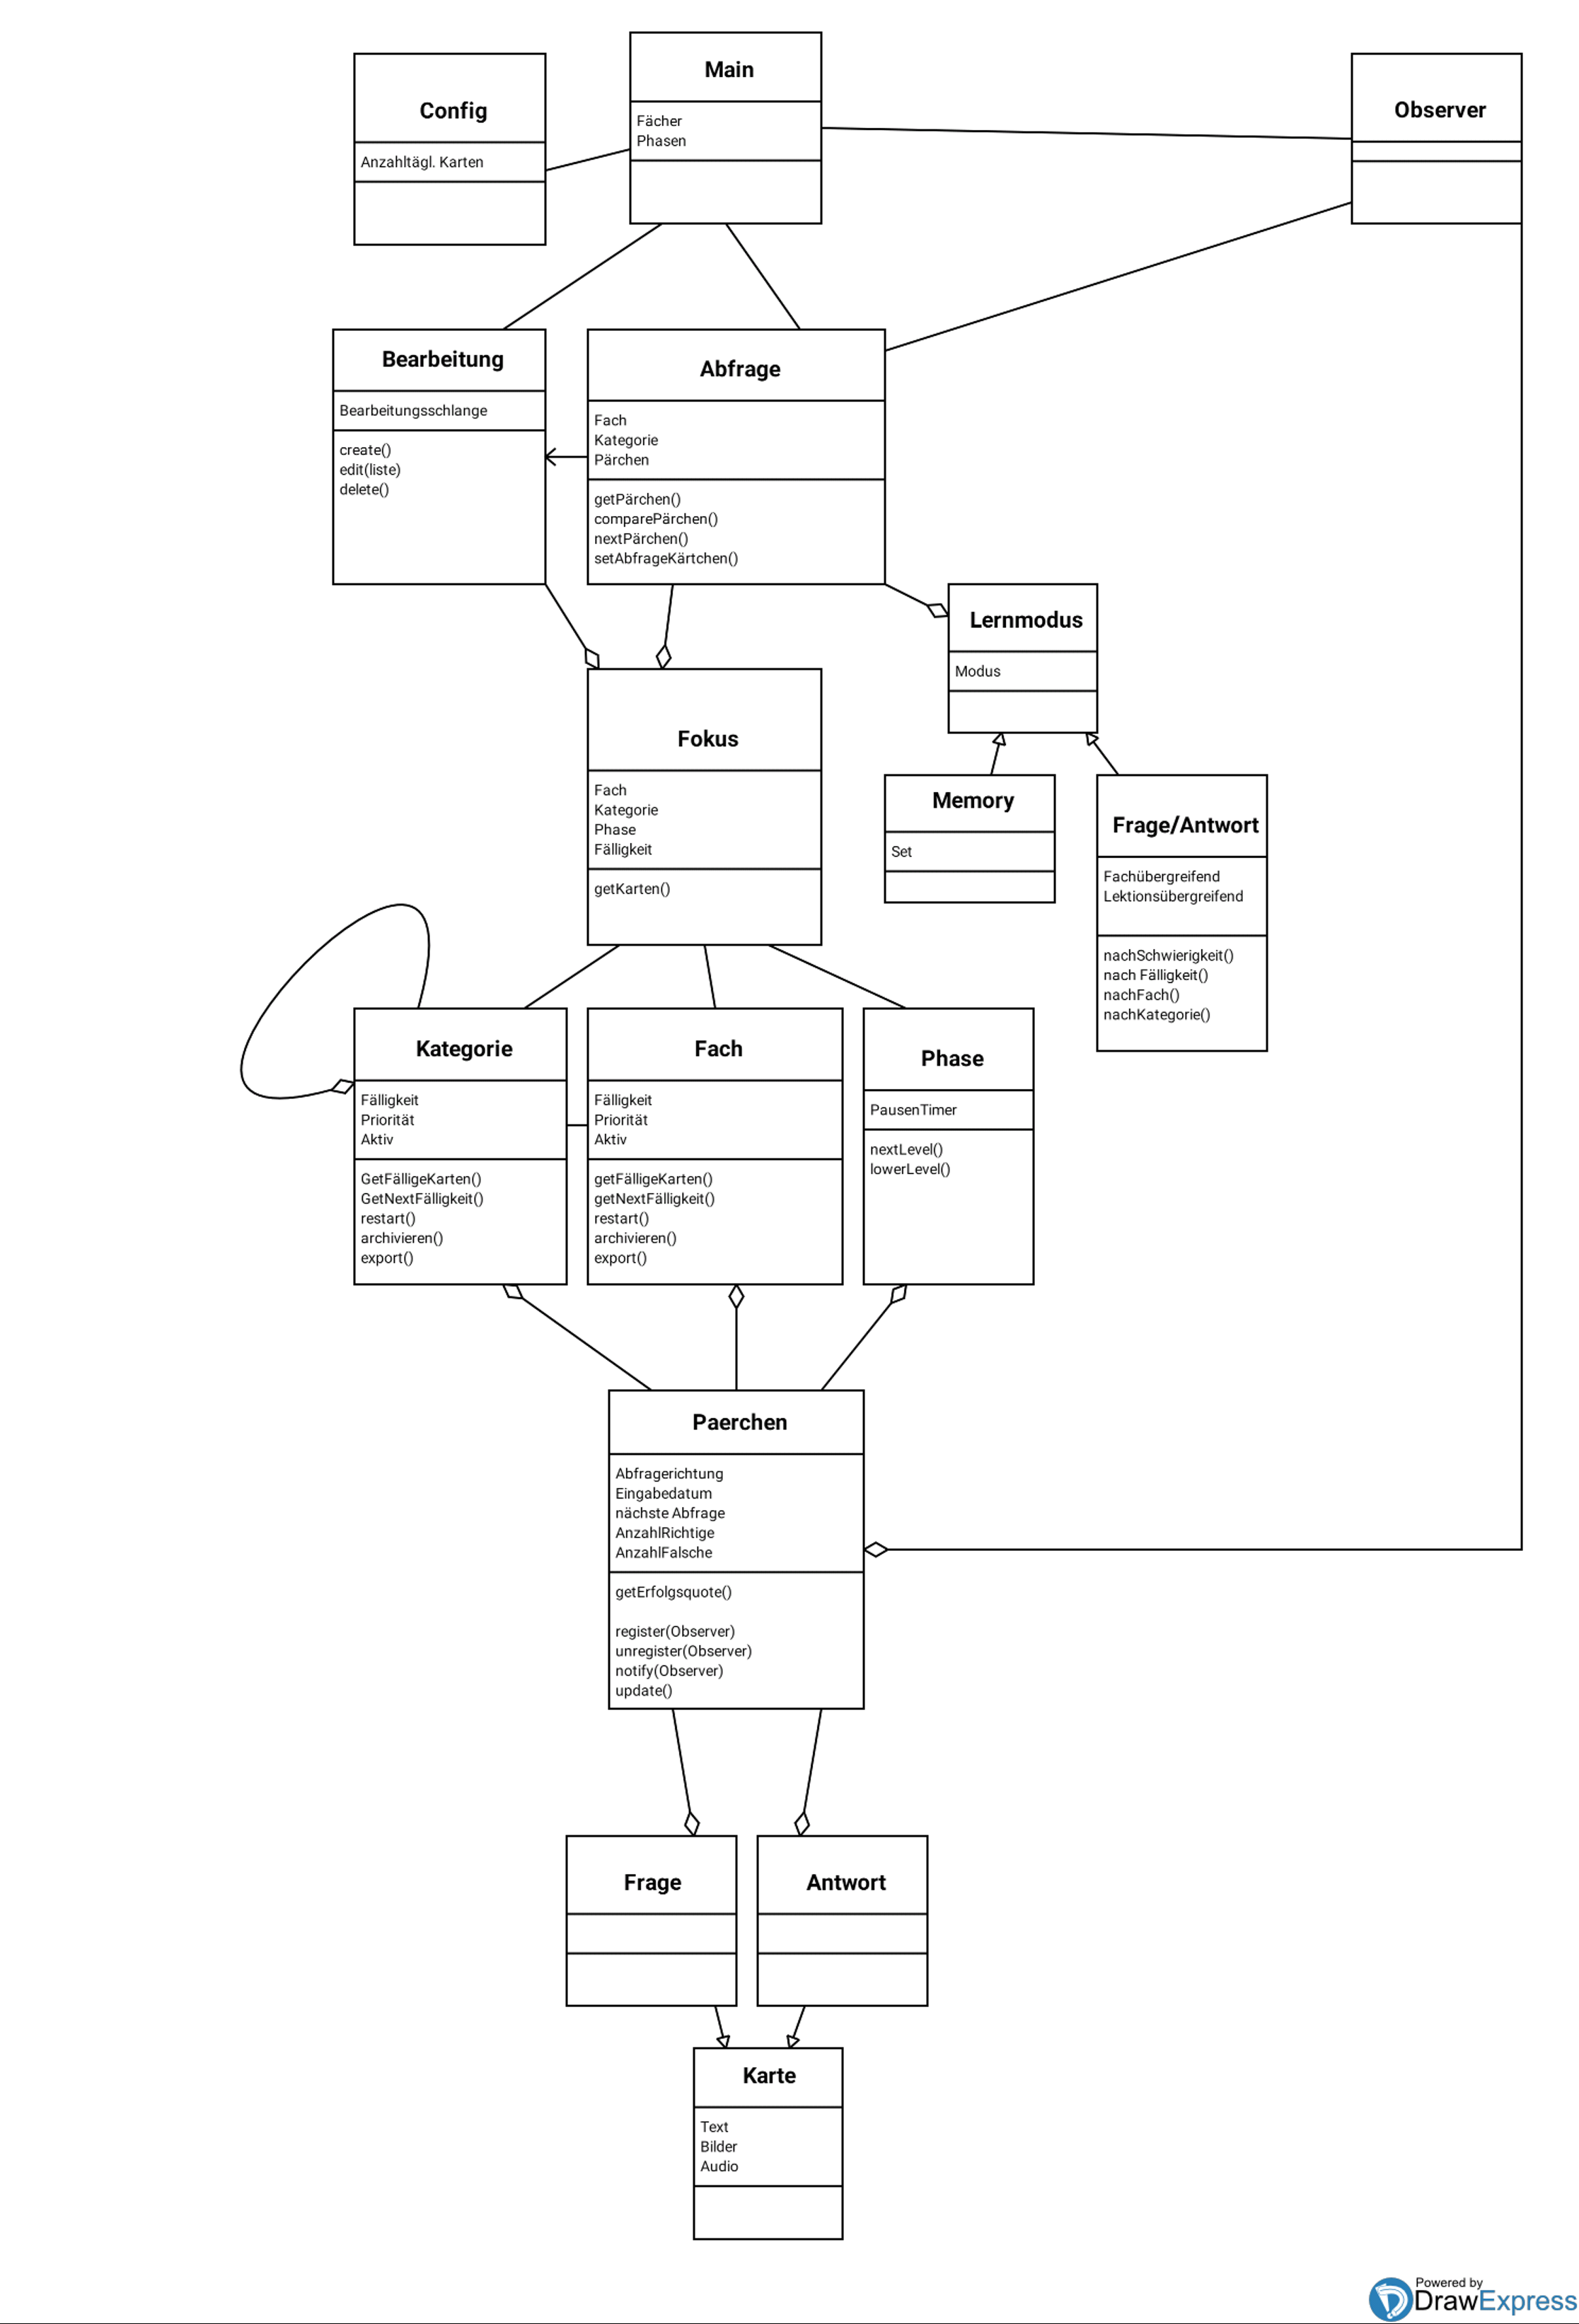 Main
Fächer
Phasen
Config
Anzahltägl. Karten
Observer
Bearbeitung
Bearbeitungsschlange
create()
edit(liste)
delete()
Abfrage
Fach
Kategorie
Pärchen
getPärchen()
comparePärchen()
nextPärchen()
setAbfrageKärtchen()
Lernmodus
Modus
Fokus
Fach
Kategorie
Phase
Fälligkeit
getKarten()
Memory
Set
Frage/Antwort
Fachübergreifend
Lektionsübergreifend
nachSchwierigkeit()
nach Fälligkeit()
nachFach()
nachKategorie()
Kategorie
Fälligkeit
Priorität
Aktiv
GetFälligeKarten()
GetNextFälligkeit()
restart()
archivieren()
export()
Fach
Fälligkeit
Priorität
Aktiv
getFälligeKarten()
getNextFälligkeit()
restart()
archivieren()
export()
Phase
PausenTimer
nextLevel()
lowerLevel()
Paerchen
Abfragerichtung
Eingabedatum
nächste Abfrage
AnzahlRichtige
AnzahlFalsche
getErfolgsquote()
register(Observer)
unregister(Observer)
notify(Observer)
update()
Frage
Antwort
Karte
Text
Bilder
Audio
Powered by
DrawExpress